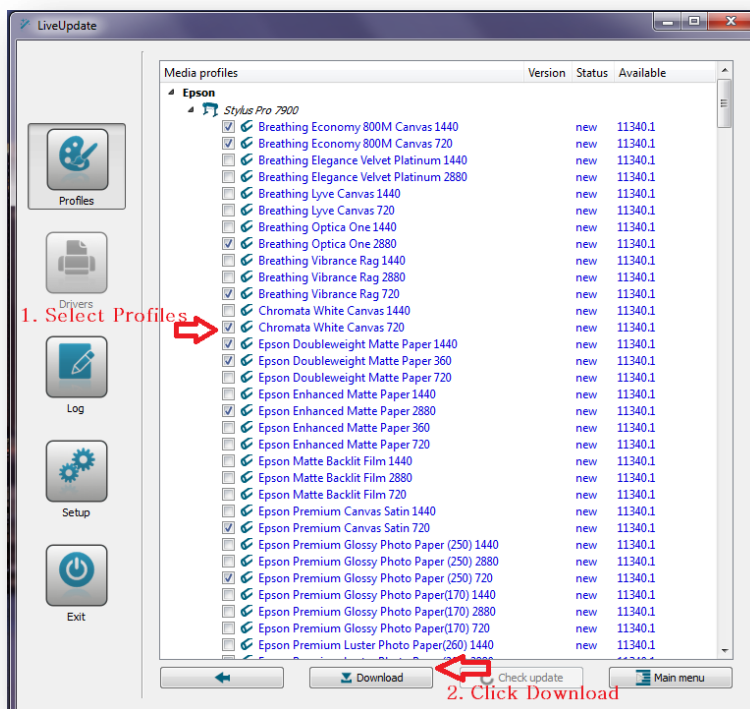 LiveUpdate
Media profiles Version Status Available
Epson
Stylus Pro 7900
Breathing Economy 800M Canvas 1440 new 11340.1
Breathing Economy 800M Canvas 720 new 11340.1
Breathing Elegance Velvet Platinum 1440 new 11340.1
Breathing Elegance Velvet Platinum 2880 new 11340.1
Breathing Lyve Canvas 1440 new 11340.1
Breathing Lyve Canvas 720 new 11340.1
Breathing Optica One 1440 new 11340.1
Breathing Optica One 2880 new 11340.1
Breathing Vibrance Rag 1440 new 11340.1
Breathing Vibrance Rag 2880 new 11340.1
Breathing Vibrance Rag 720 new 11340.1
Chromata White Canvas 1440 new 11340.1
Chromata White Canvas 720 new 11340.1
Epson Doubleweight Matte Paper 1440 new 11340.1
Epson Doubleweight Matte Paper 360 new 11340.1
Epson Doubleweight Matte Paper 720 new 11340.1
Epson Enhanced Matte Paper 1440 new 11340.1
Epson Enhanced Matte Paper 2880 new 11340.1
Epson Enhanced Matte Paper 360 new 11340.1
Epson Enhanced Matte Paper 720 new 11340.1
Epson Matte Backlit Film 1440 new 11340.1
Epson Matte Backlit Film 2880 new 11340.1
Epson Matte Backlit Film 720 new 11340.1
Epson Premium Canvas Satin 1440 new 11340.1
Epson Premium Canvas Satin 720 new 11340.1
Epson Premium Glossy Photo Paper (250) 1440 new 11340.1
Epson Premium Glossy Photo Paper (250) 2880 new 11340.1
Epson Premium Glossy Photo Paper (250) 720 new 11340.1
Epson Premium Glossy Photo Paper(170) 1440 new 11340.1
Epson Premium Glossy Photo Paper(170) 2880 new 11340.1
Epson Premium Glossy Photo Paper(170) 720 new 11340.1
Epson Premium Luster Photo Paper(260) 1440 new 11340.1
Profiles
Drivers
1. Select Profiles
Log
Setup
Exit
Download
Check update
Main menu
2. Click Download